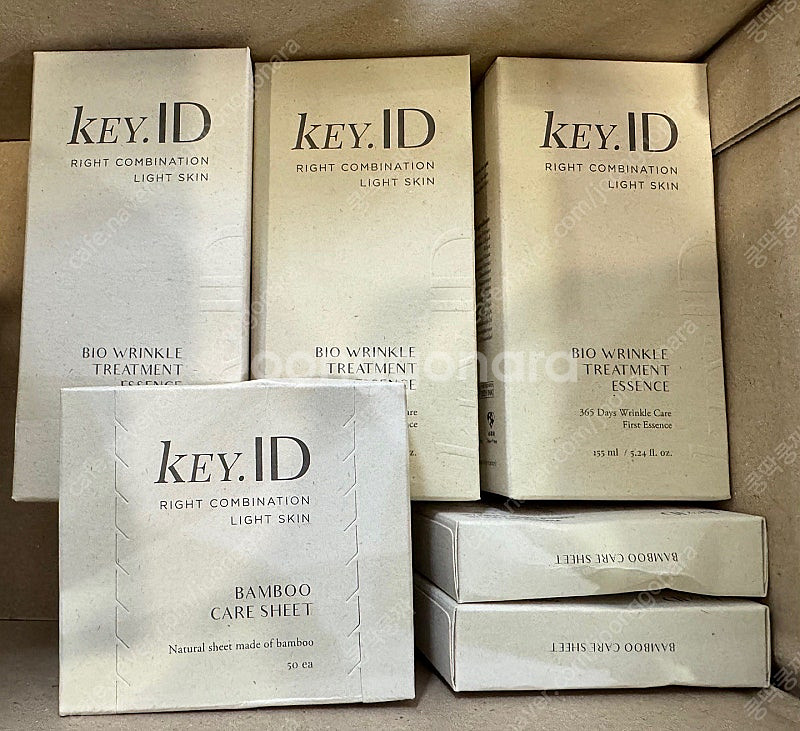 KEY.ID
RIGHT COMBINATION
LIGHT SKIN
BIO WRINKLE
TREATMENT
ESSENCE
KEY.ID
RIGHT COMBINATION
LIGHT SKIN
BIO WRINKLE
TREATMENT
KEY.ID
RIGHT COMBINATION
LIGHT SKIN
BIO WRINKLE
TREATMENT
ESSENCE
365 Days Wrinkle Care
First Essence
155 ml / 5.24 fl. oz.
joonggonara
KEY.ID
RIGHT COMBINATION
LIGHT SKIN
BAMBOO
CARE SHEET
Natural sheet made of bamboo
50 ea
BAMBOO CARE SHEET
BAMBOO CARE SHEET